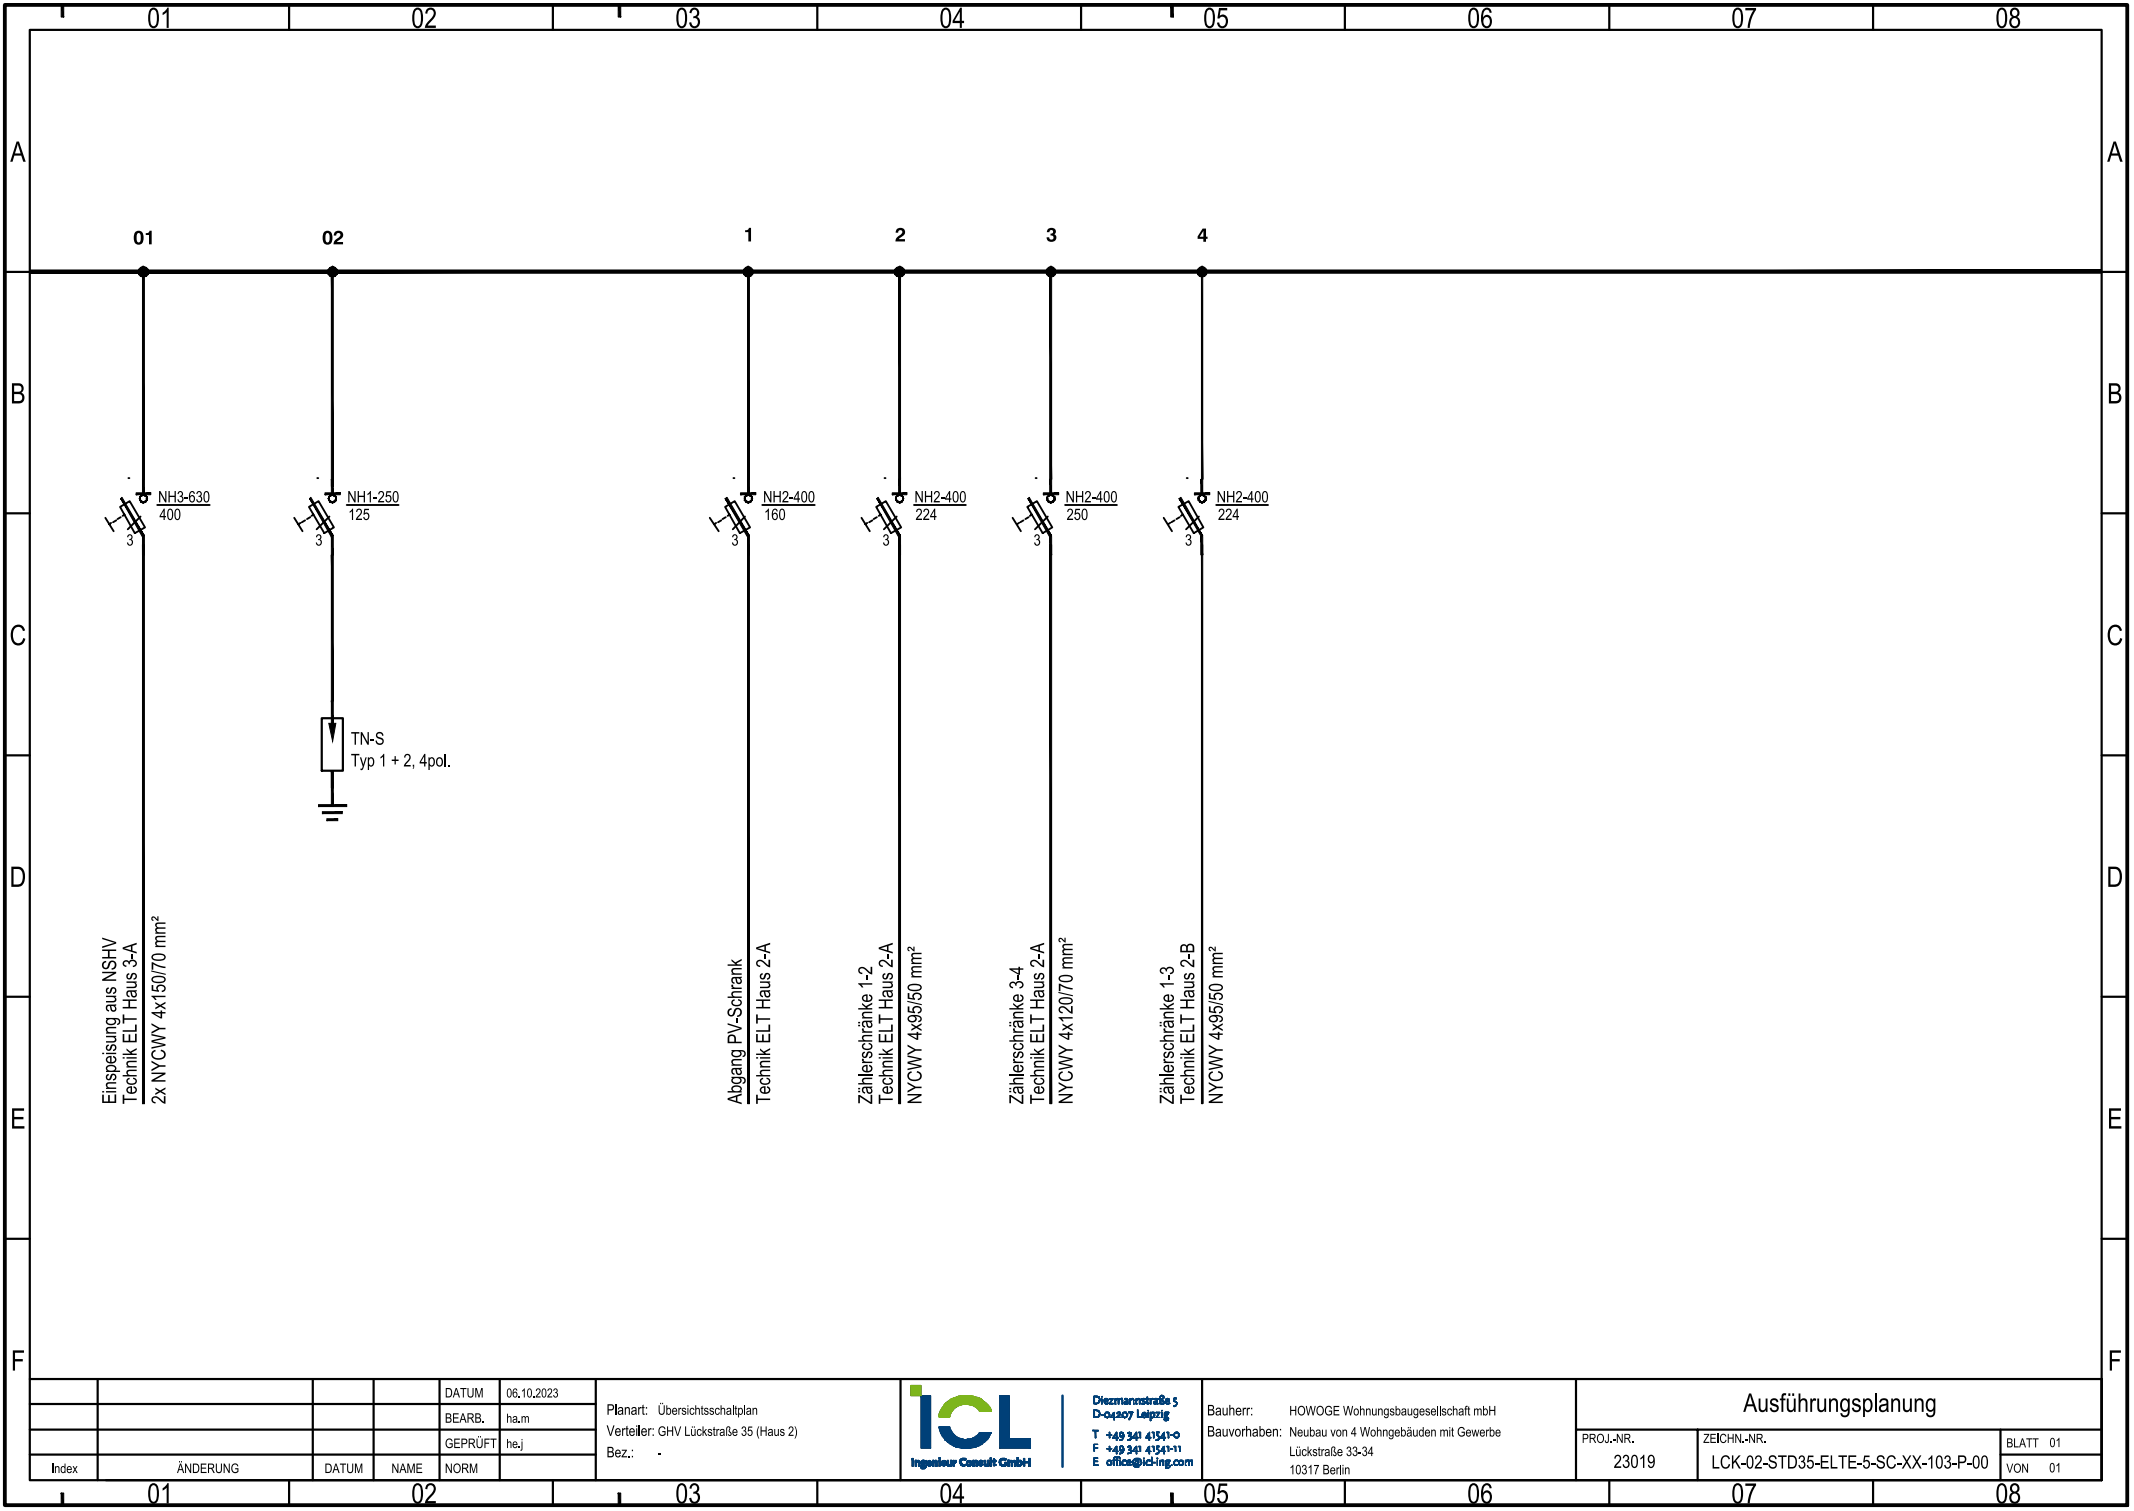 01 02 03 04 05 06 07 08
A A
01 02 1 2 3 4
B B
NH3-630
400
3
NH1-250
125
3
NH2-400
160
3
NH2-400
224
3
NH2-400
250
3
NH2-400
224
3
C C
TN-S
Typ 1 + 2, 4pol.
D D
Einspeisung aus NSHV
Technik ELT Haus 3-A
2x NYCWY 4x150/70 mm²
Abgang PV-Schrank
Technik ELT Haus 2-A
Zählerschränke 1-2
Technik ELT Haus 2-A
NYCWY 4x95/50 mm²
Zählerschränke 3-4
Technik ELT Haus 2-A
NYCWY 4x120/70 mm²
Zählerschränke 1-3
Technik ELT Haus 2-B
NYCWY 4x95/50 mm²
E E
F F
DATUM 06.10.2023
BEARB. ha.m
GEPRÜFT he.j
Index ÄNDERUNG DATUM NAME NORM
Planart: Übersichtsschaltplan
Verteiler: GHV Lückstraße 35 (Haus 2)
Bez.: -
ICL
Ingenieur Consult GmbH
Diezmannstraße 5
D-04207 Leipzig
T +49 341 41541-0
F +49 341 41541-11
E office@icl-ing.com
Bauherr: HOWOGE Wohnungsbaugesellschaft mbH
Bauvorhaben: Neubau von 4 Wohngebäuden mit Gewerbe
Lückstraße 33-34
10317 Berlin
Ausführungsplanung
PROJ.-NR.
23019
ZEICHN.-NR.
LCK-02-STD35-ELTE-5-SC-XX-103-P-00
BLATT 01
VON 01
01 02 03 04 05 06 07 08